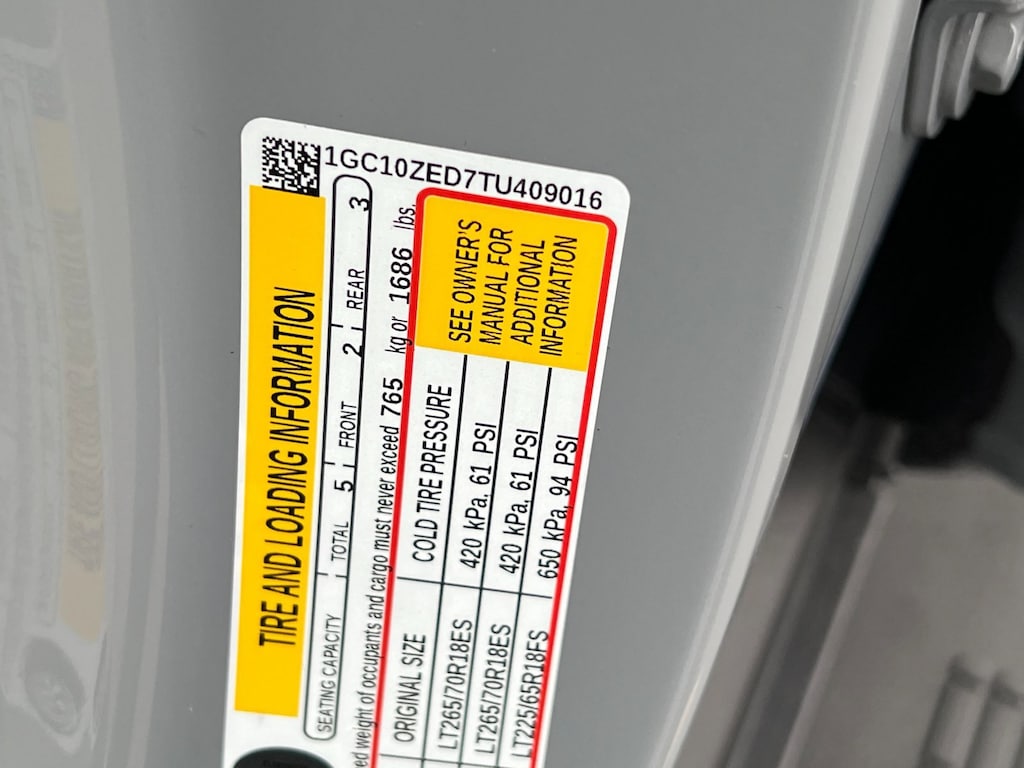 1GC10ZED7TU409016
TIRE AND LOADING INFORMATION
SEATING CAPACITY TOTAL 5 FRONT 2 REAR 3
weight of occupants and cargo must never exceed 765 kg or 1686 lbs.
ORIGINAL SIZE COLD TIRE PRESSURE
LT265/70R18ES 420 kPa, 61 PSI
LT265/70R18ES 420 kPa, 61 PSI
LT225/65R18FS 650 kPa, 94 PSI
SEE OWNER'S
MANUAL FOR
ADDITIONAL
INFORMATION